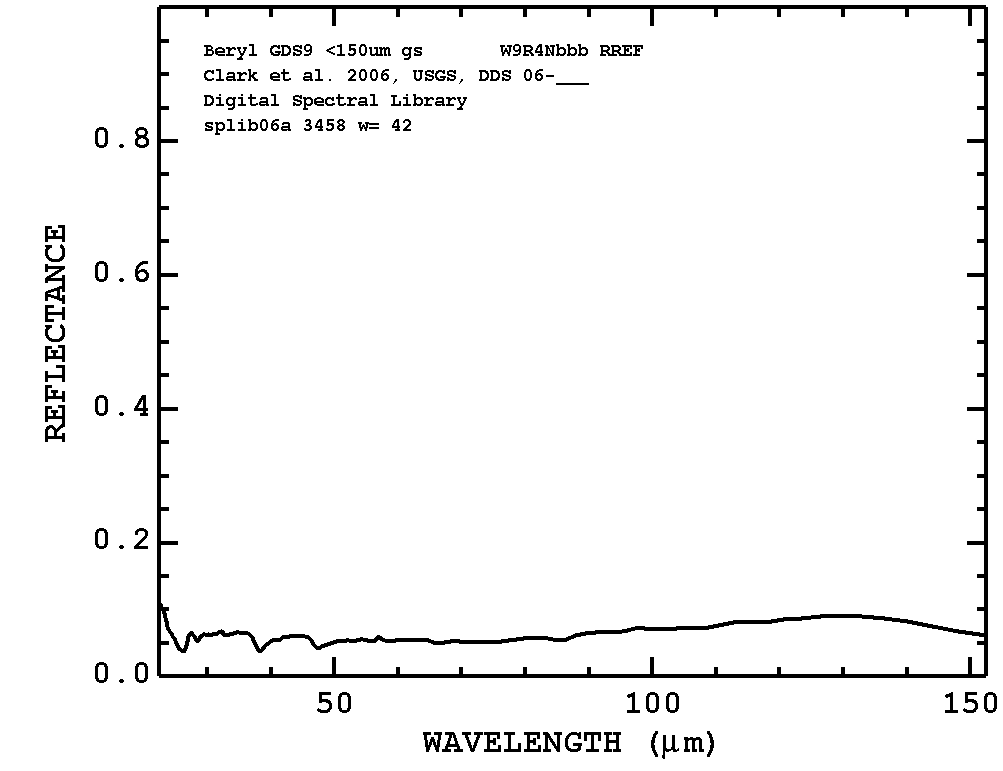 Beryl GDS9 <150um gs W9R4Nbbb RREF
Clark et al. 2006, USGS, DDS 06-___
Digital Spectral Library
splib06a 3458 w= 42
0.8
0.6
0.4
0.2
0.0
REFLECTANCE
50 100 150
WAVELENGTH (μm)